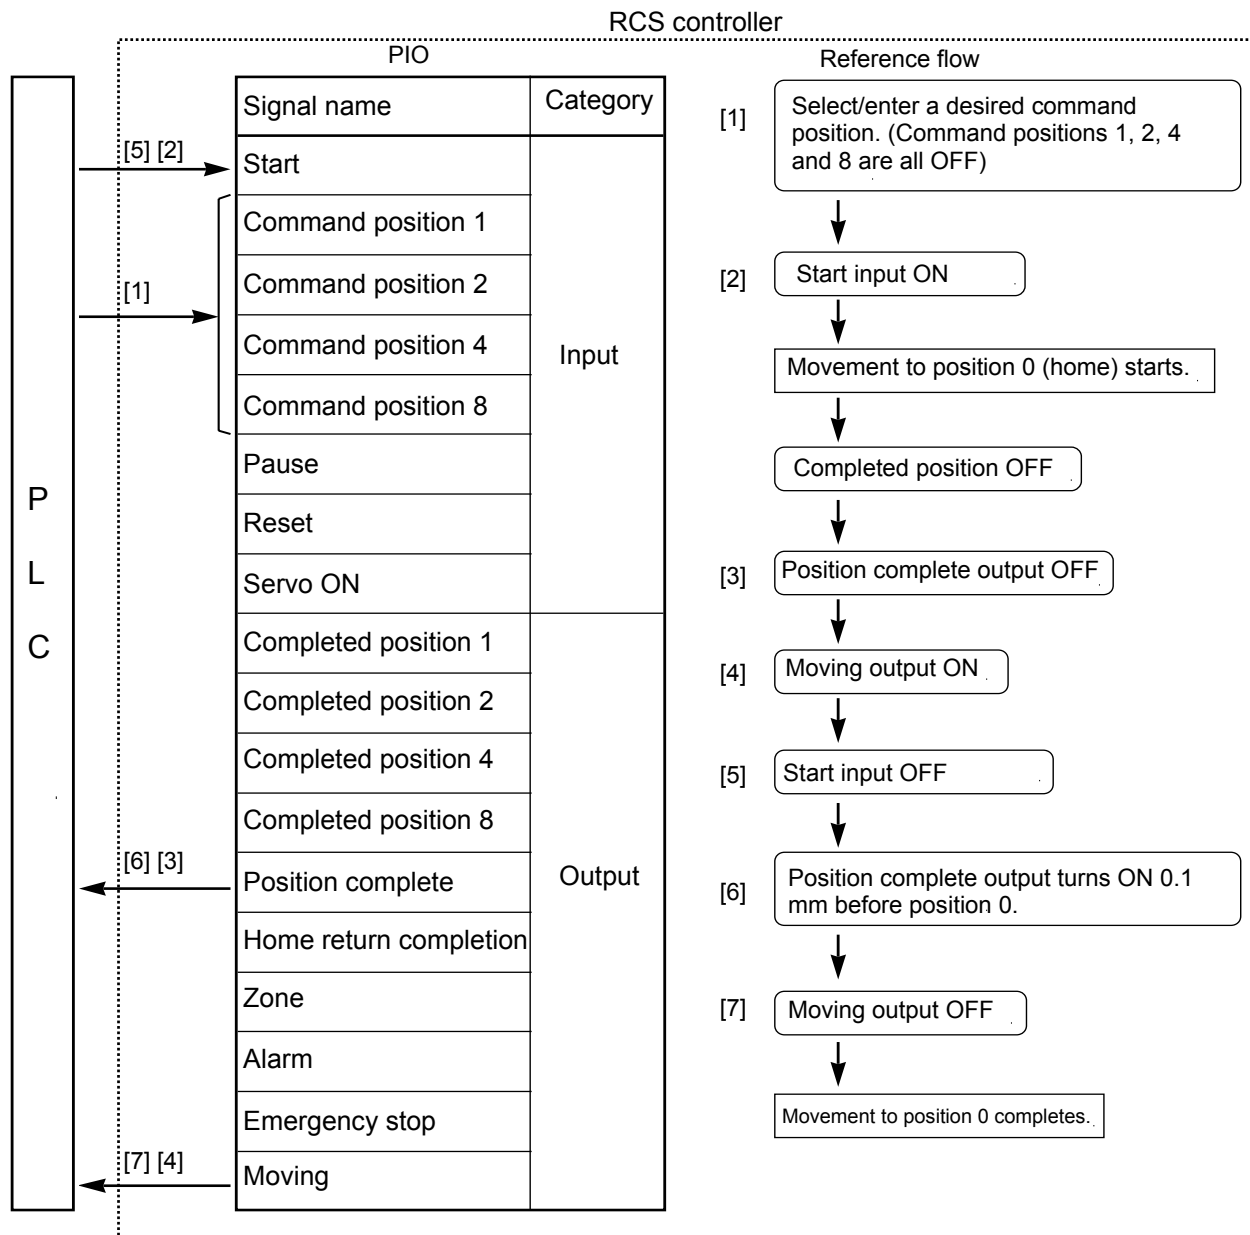 RCS controller
PIO
Signal name
Category
[5] [2]
Start
Command position 1
Command position 2
[1]
Command position 4
Command position 8
Input
Pause
Reset
Servo ON
P
L
C
Completed position 1
Completed position 2
Completed position 4
Completed position 8
[6] [3]
Position complete
Output
Home return completion
Zone
Alarm
Emergency stop
[7] [4]
Moving
Reference flow
[1]
Select/enter a desired command
position. (Command positions 1, 2, 4
and 8 are all OFF)
[2]
Start input ON
Movement to position 0 (home) starts.
Completed position OFF
[3]
Position complete output OFF
[4]
Moving output ON
[5]
Start input OFF
[6]
Position complete output turns ON 0.1
mm before position 0.
[7]
Moving output OFF
Movement to position 0 completes.